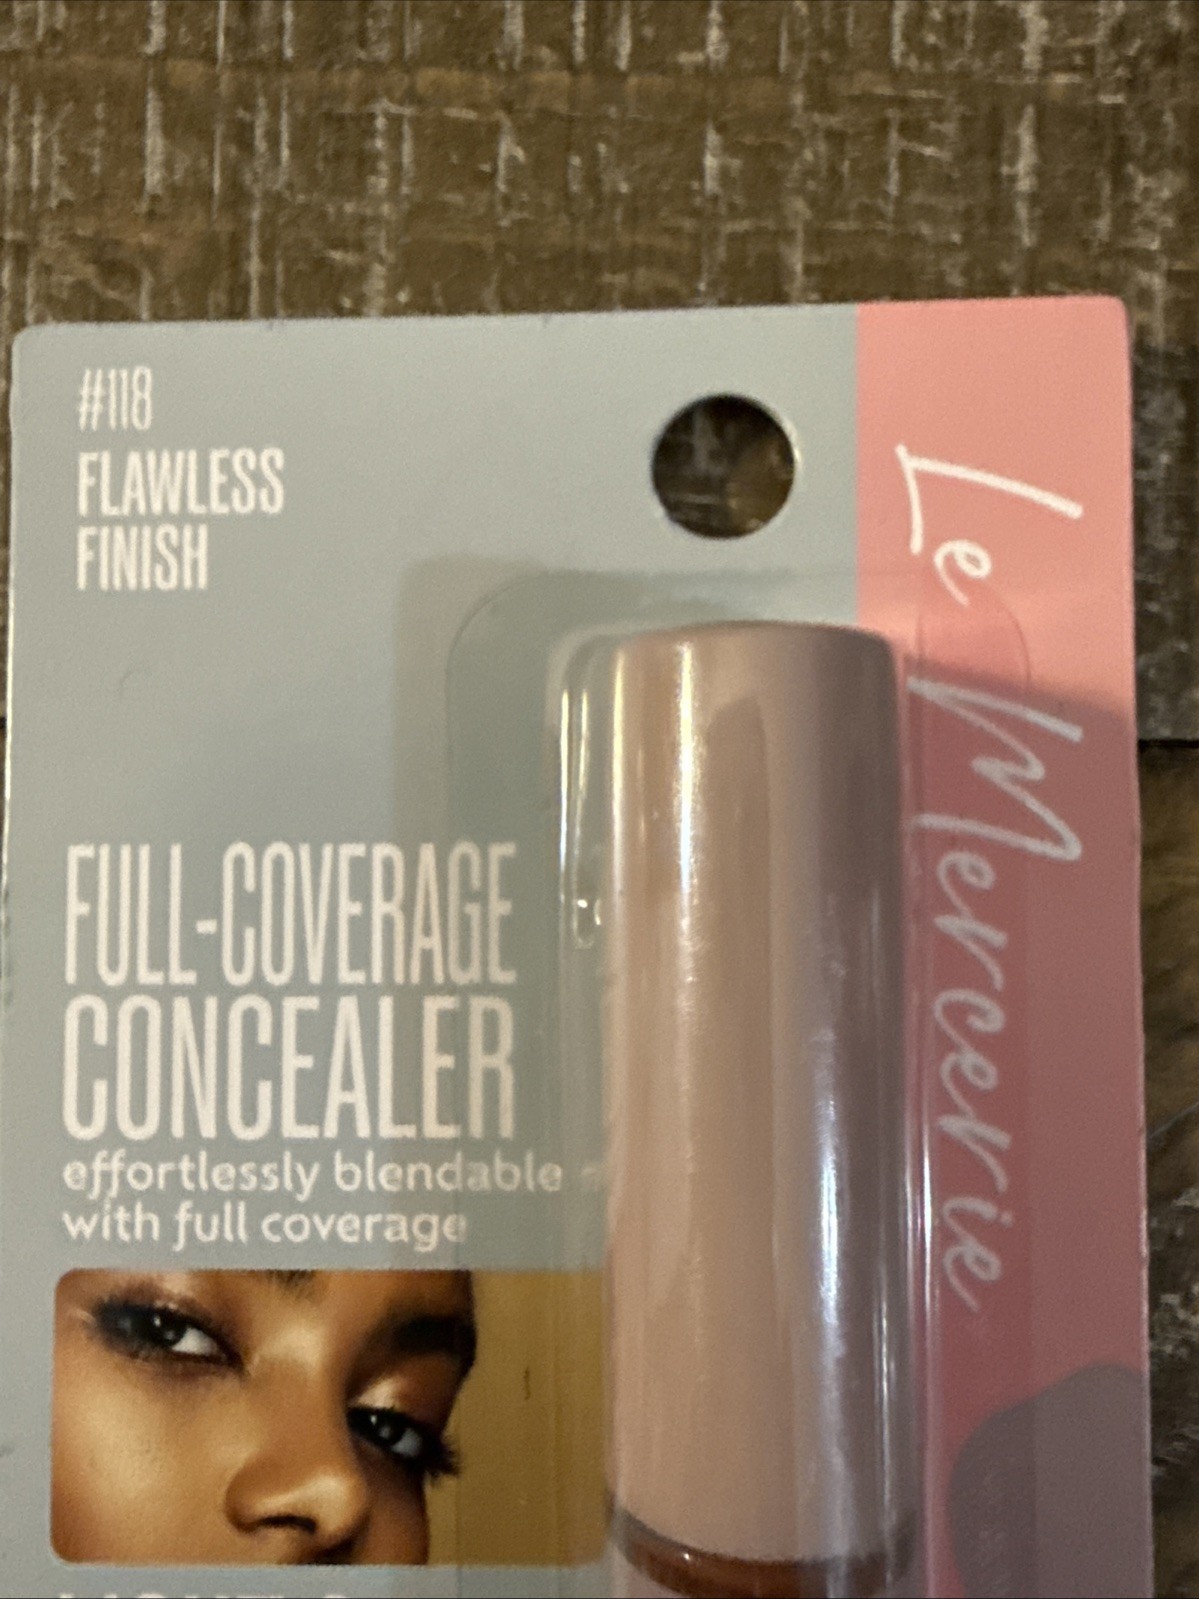 #118
FLAWLESS
FINISH
Le Mercerie
FULL-COVERAGE
CONCEALER
effortlessly blendable
with full coverage